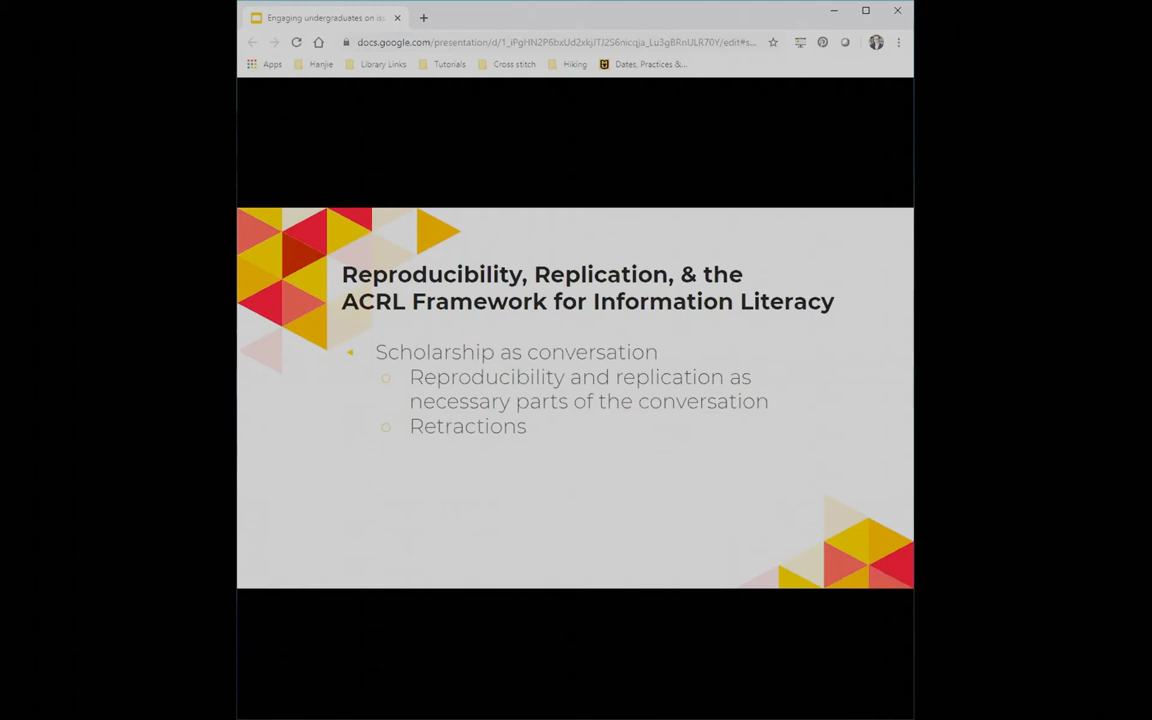 Engaging undergraduates on is
docs.google.com/presentation/d/1_iPgHN2P6bxUd2xkjJTJ2S6nicqja_Lu3gBRnULR70Y/edit#s...
Apps Hanjie Library Links Tutorials Cross stitch Hiking Dates, Practices &...
Reproducibility, Replication, & the
ACRL Framework for Information Literacy
Scholarship as conversation
Reproducibility and replication as
necessary parts of the conversation
Retractions